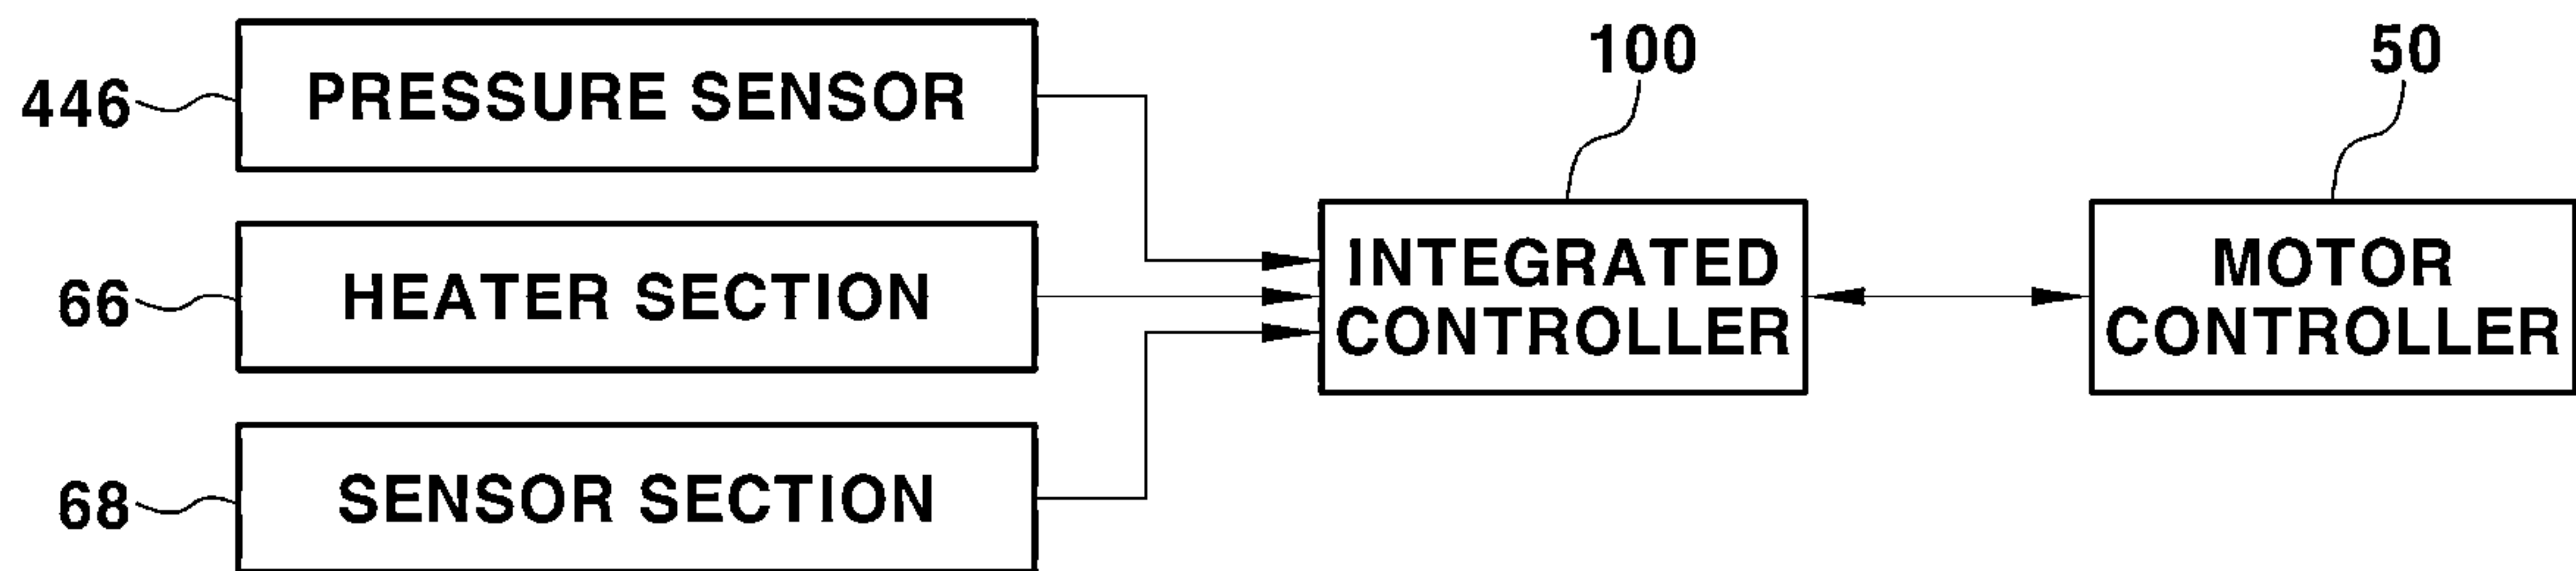 446
PRESSURE SENSOR
66
HEATER SECTION
68
SENSOR SECTION
100
INTEGRATED
CONTROLLER
50
MOTOR
CONTROLLER